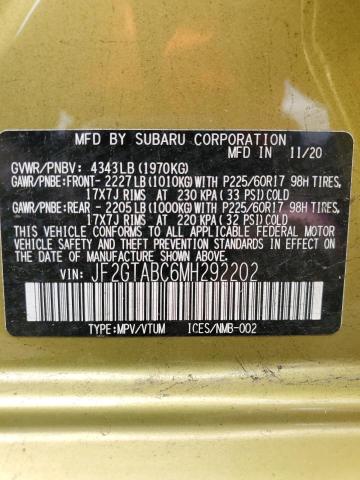 MFD BY SUBARU CORPORATION
MFD IN 11/20
GVWR/PNBV: 4343LB(1970KG)
GAWR/PNBE:FRONT- 2227LB(1010KG)WITH P225/60R17 98H TIRES,
17X7J RIMS AT 230 KPA(33 PSI)COLD
GAWR/PNBE:REAR - 2205LB(1000KG)WITH P225/60R17 98H TIRES,
17X7J RIMS AT 220 KPA(32 PSI)COLD
THIS VEHICLE CONFORMS TO ALL
APPLICABLE FEDERAL MOTOR
VEHICLE SAFETY, BUMPER, AND
THEFT PREVENTION STANDARDS IN
EFFECT ON THE DATE OF
MANUFACTURE SHOWN ABOVE.
VIN: JF2GTABC6MH292202
TYPE:MPV/VTUM ICES/NMB-002